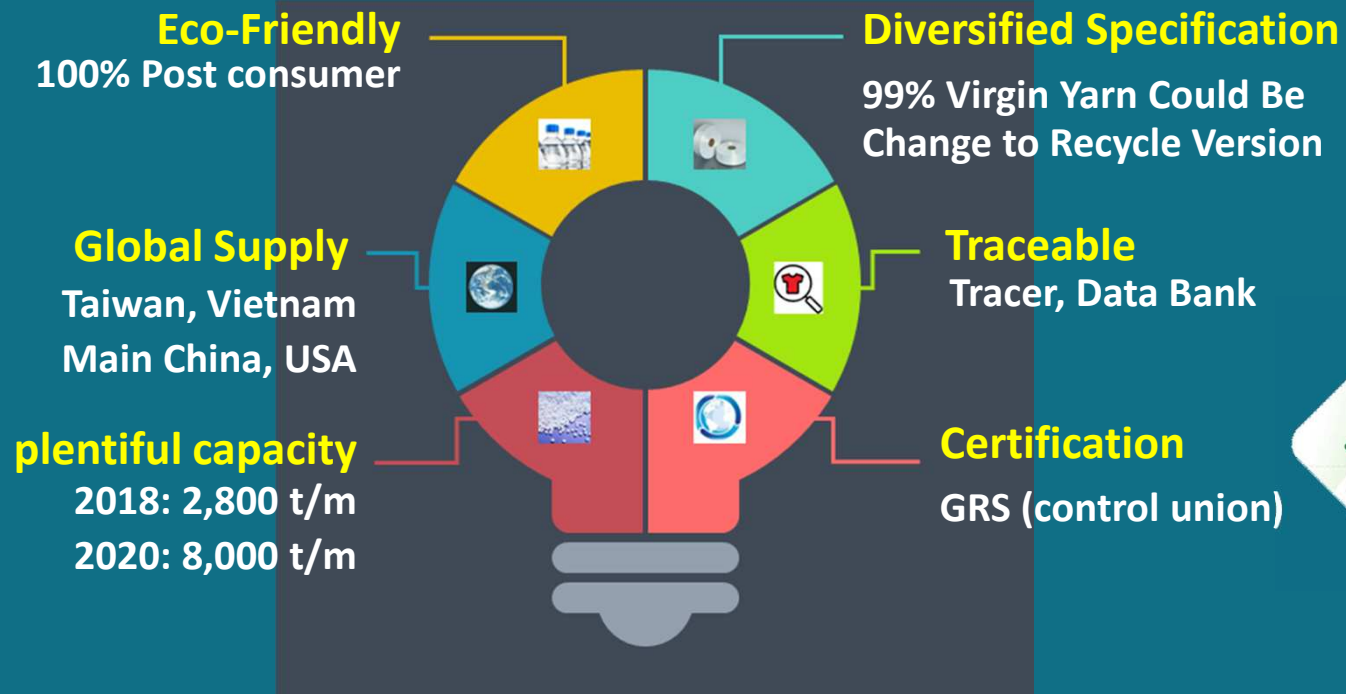 Eco-Friendly
100% Post consumer
Global Supply
Taiwan, Vietnam
Main China, USA
plentiful capacity
2018: 2,800 t/m
2020: 8,000 t/m
Diversified Specification
99% Virgin Yarn Could Be
Change to Recycle Version
Traceable
Tracer, Data Bank
Certification
GRS (control union)